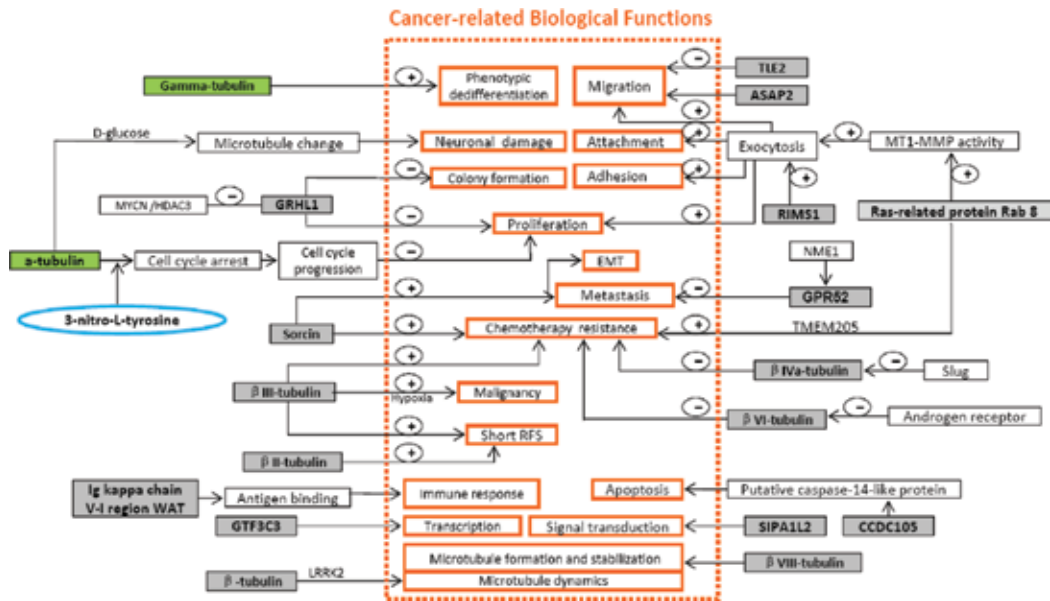 Cancer-related Biological Functions
Gamma-tubulin
+
Phenotypic
dedifferentiation
Migration
−
TLE2
ASAP2
D-glucose
Microtubule change
Neuronal damage
Attachment
+
Exocytosis
+
MT1-MMP activity
−
Colony formation
Adhesion
+
+
+
MYCN /HDAC3
−
GRHL1
−
Proliferation
+
RIMS1
Ras-related protein Rab 8
a-tubulin
Cell cycle arrest
Cell cycle
progression
−
EMT
NME1
3-nitro-L-tyrosine
+
Metastasis
−
GPR62
Sorcin
+
Chemotherapy resistance
+
TMEM205
+
β III-tubulin
+
Hypoxia
Malignancy
−
β IVa-tubulin
−
Slug
−
β VI-tubulin
−
Androgen receptor
+
Short RFS
β II-tubulin
+
Ig kappa chain
V-I region WAT
Antigen binding
Immune response
Apoptosis
Putative caspase-14-like protein
GTF3C3
Transcription
Signal transduction
SIPA1L2
CCDC105
Microtubule formation and stabilization
β VIII-tubulin
β -tubulin
LRRK2
Microtubule dynamics